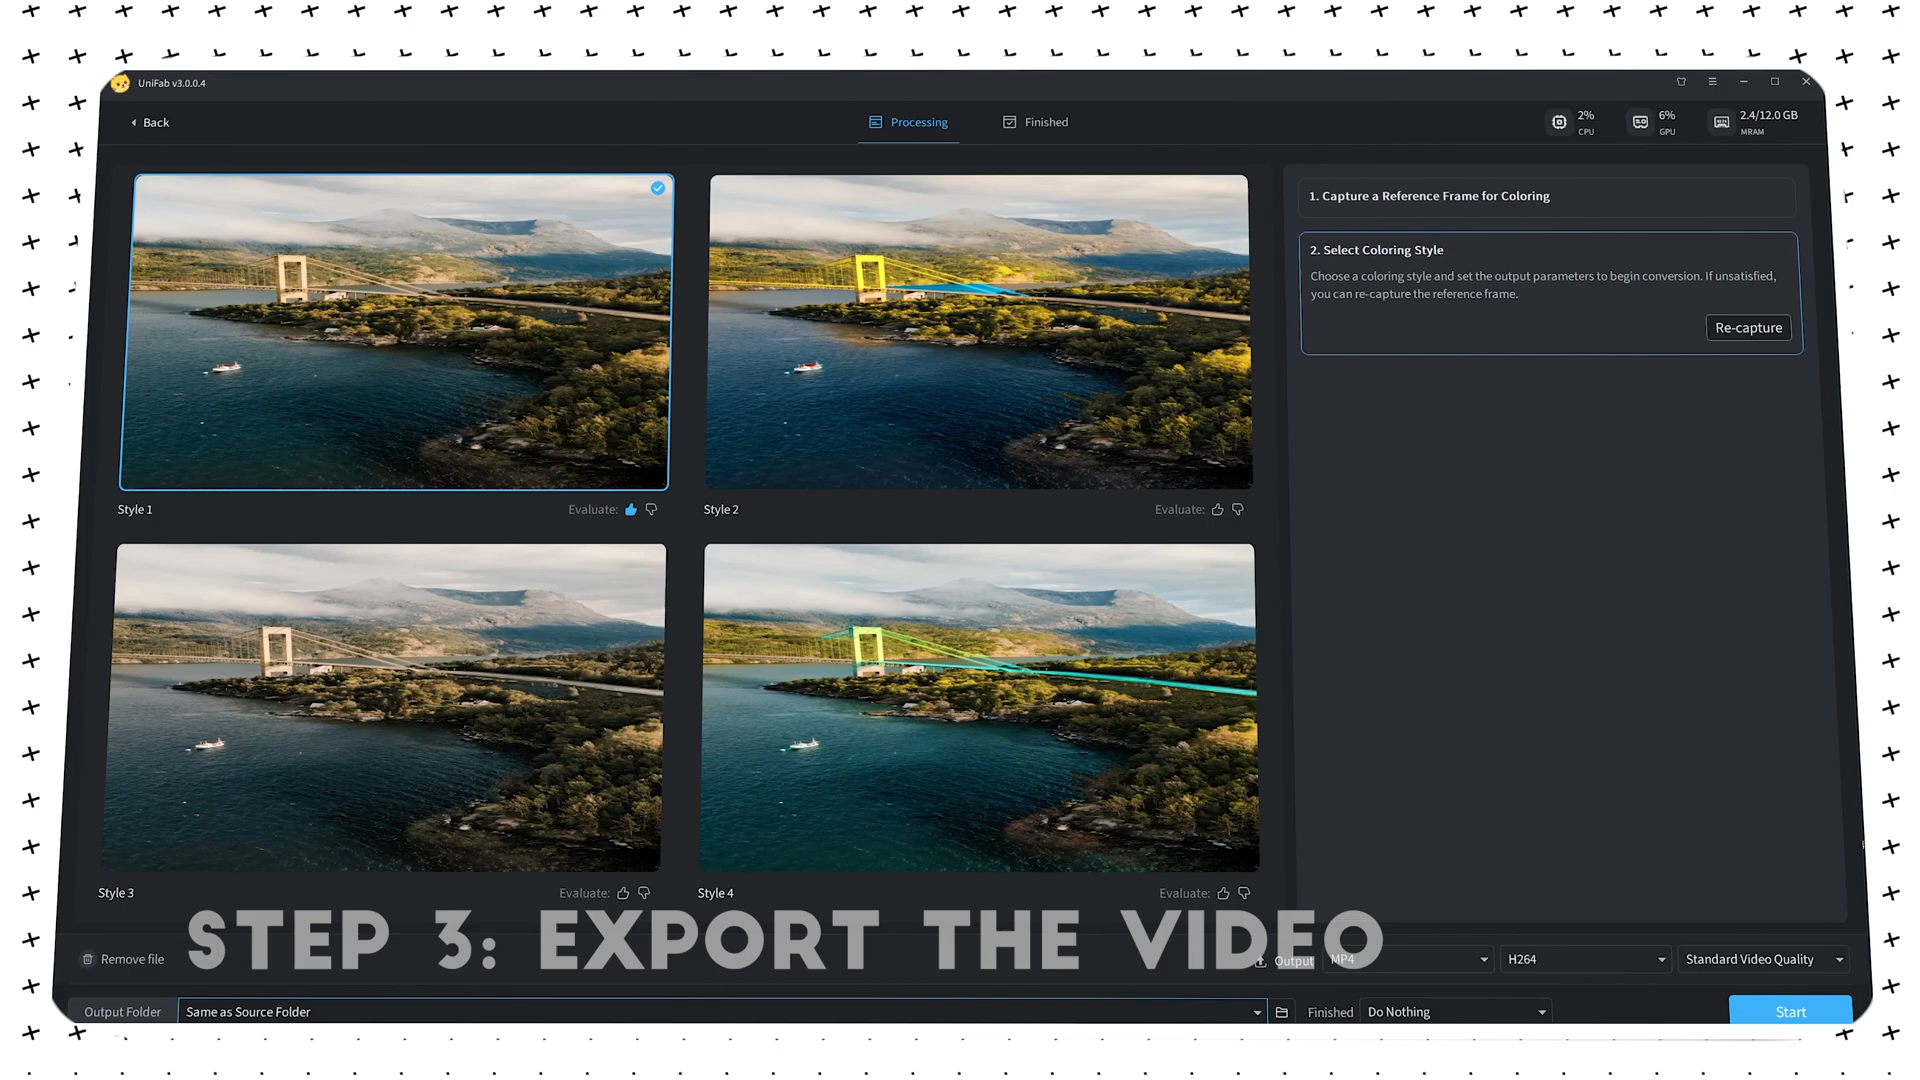 UniFab v3.0.0.4
Back
Processing
Finished
2%
CPU
6%
GPU
2.4/12.0 GB
MRAM
1. Capture a Reference Frame for Coloring
2. Select Coloring Style
Choose a coloring style and set the output parameters to begin conversion. If unsatisfied,
you can re-capture the reference frame.
Re-capture
Style 1
Evaluate:
Style 2
Evaluate:
Style 3
Evaluate:
Style 4
Evaluate:
STEP 3: EXPORT THE VIDEO
Remove file
Output
MP4
H264
Standard Video Quality
Output Folder
Same as Source Folder
Finished
Do Nothing
Start